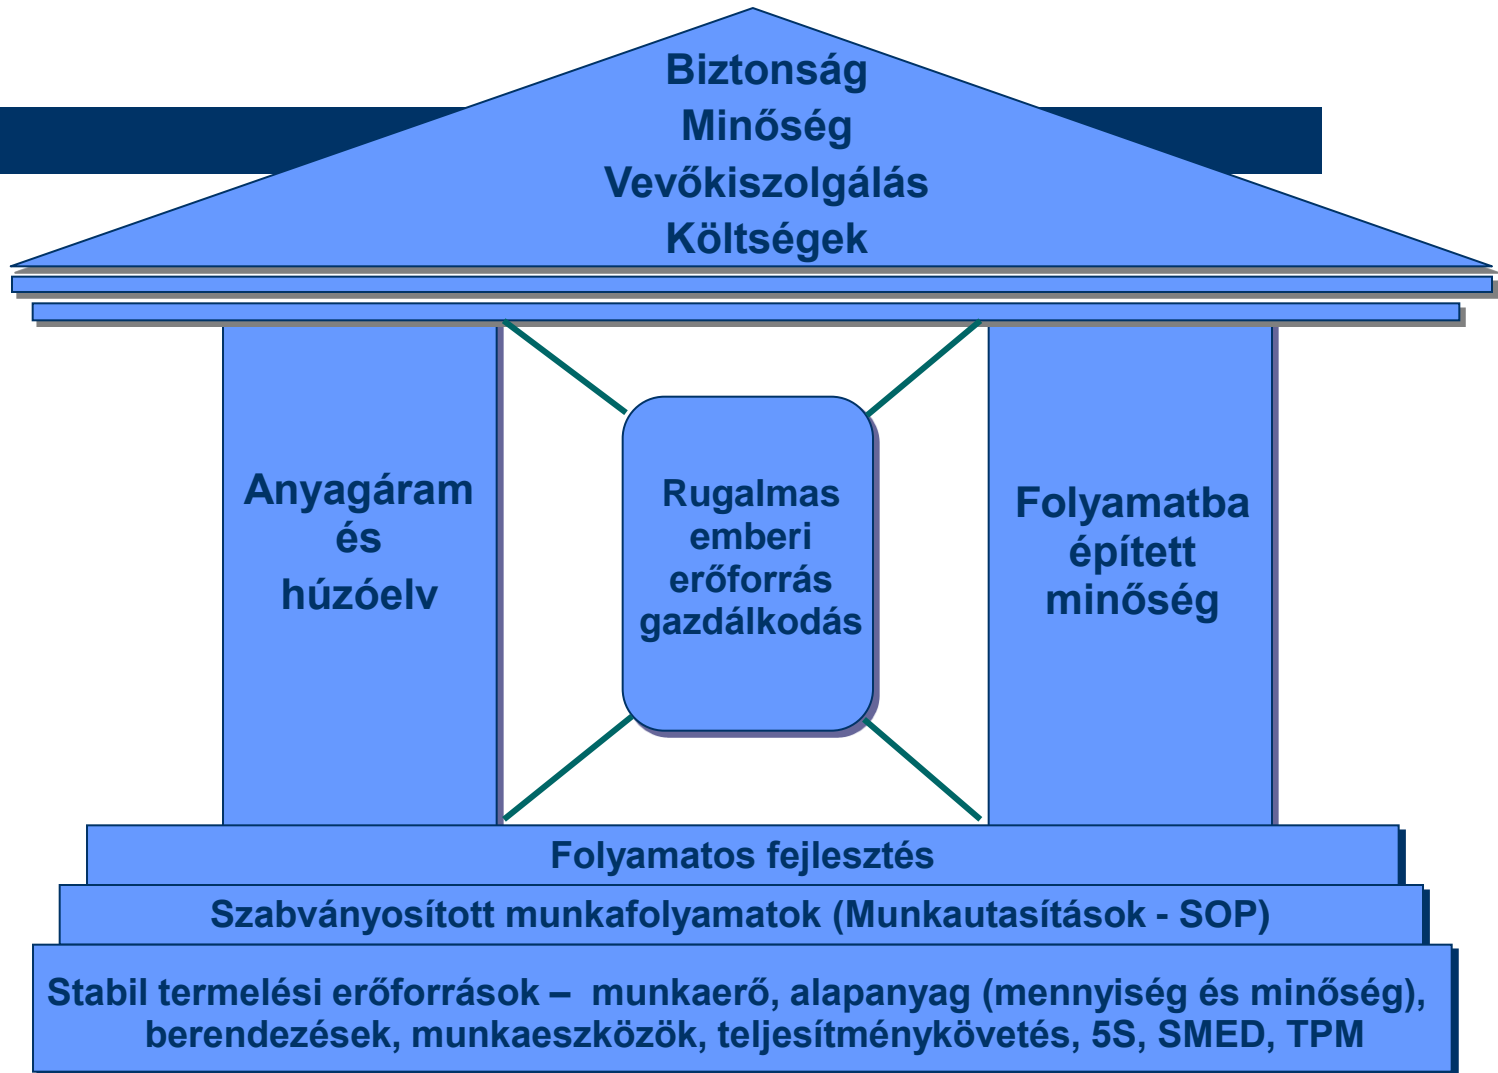 Biztonság
Minőség
Vevőkiszolgálás
Költségek
Anyagáram
és
húzóelv
Rugalmas
emberi
erőforrás
gazdálkodás
Folyamatba
épített
minőség
Folyamatos fejlesztés
Szabványosított munkafolyamatok (Munkautasítások - SOP)
Stabil termelési erőforrások – munkaerő, alapanyag (mennyiség és minőség),
berendezések, munkaeszközök, teljesítménykövetés, 5S, SMED, TPM